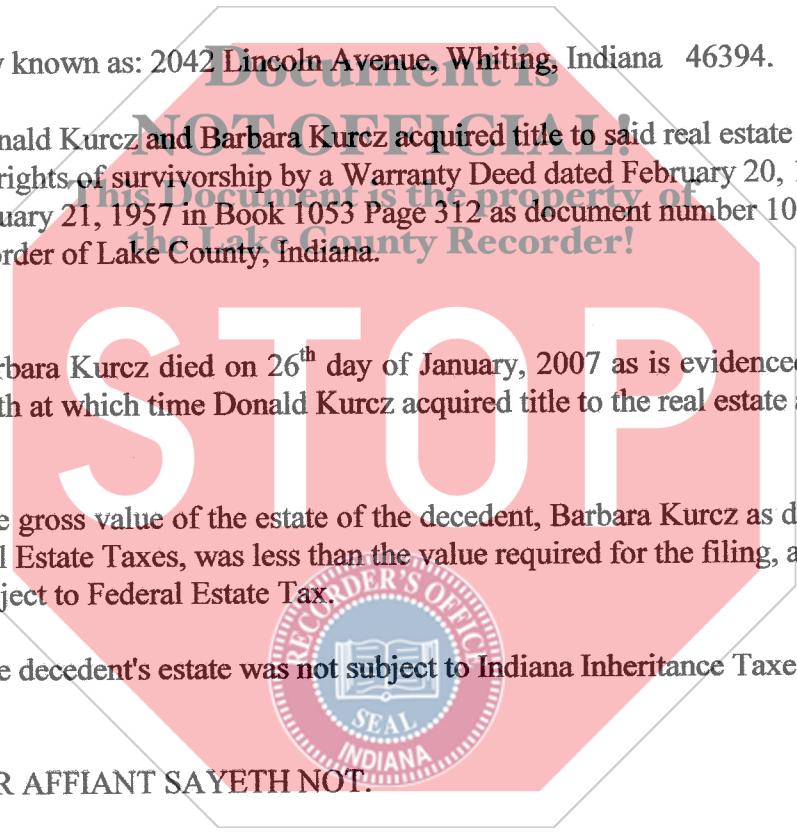 y known as: 2042 Lincoln Avenue, Whiting, Indiana 46394.
Document is
nald Kurcz and Barbara Kurcz acquired title to said real estate
NOT OFFICIAL!
rights of survivorship by a Warranty Deed dated February 20, 1
This Document is the property of
uary 21, 1957 in Book 1053 Page 312 as document number 10
the Lake County Recorder!
rder of Lake County, Indiana.
STOP
rbara Kurcz died on 26th day of January, 2007 as is evidenced
th at which time Donald Kurcz acquired title to the real estate a
e gross value of the estate of the decedent, Barbara Kurcz as d
l Estate Taxes, was less than the value required for the filing, a
ject to Federal Estate Tax.
e decedent's estate was not subject to Indiana Inheritance Taxe
RECORDER'S OFFIC
SEAL
INDIANA
R AFFIANT SAYETH NOT.